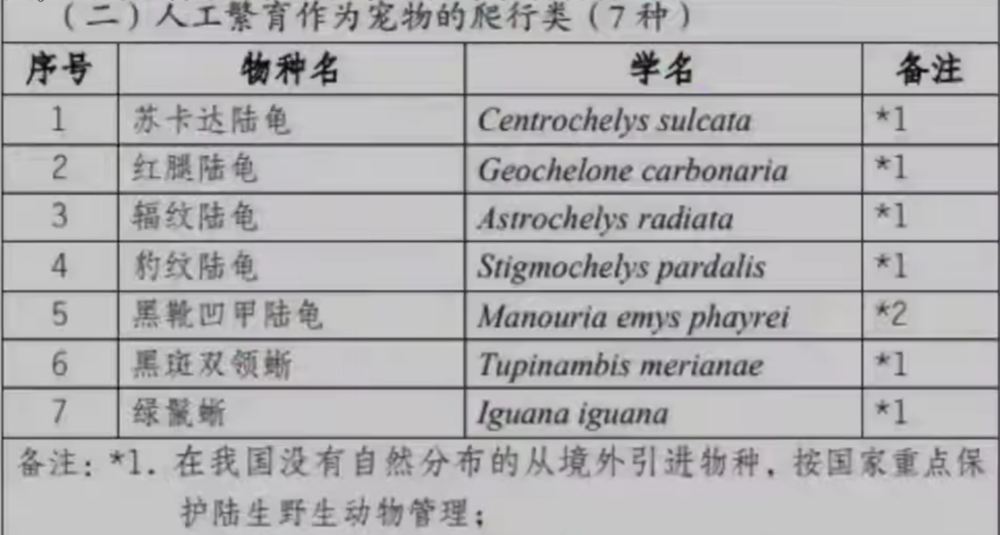 （二）人工繁育作为宠物的爬行类（7 种）
序号 物种名 学名 备注
1 苏卡达陆龟 Centrochelys sulcata *1
2 红腿陆龟 Geochelone carbonaria *1
3 辐纹陆龟 Astrochelys radiata *1
4 豹纹陆龟 Stigmochelys pardalis *1
5 黑靴凹甲陆龟 Manouria emys phayrei *2
6 黑斑双领蜥 Tupinambis merianae *1
7 绿鬣蜥 Iguana iguana *1
备注：*1. 在我国没有自然分布的从境外引进物种，按国家重点保
护陆生野生动物管理；